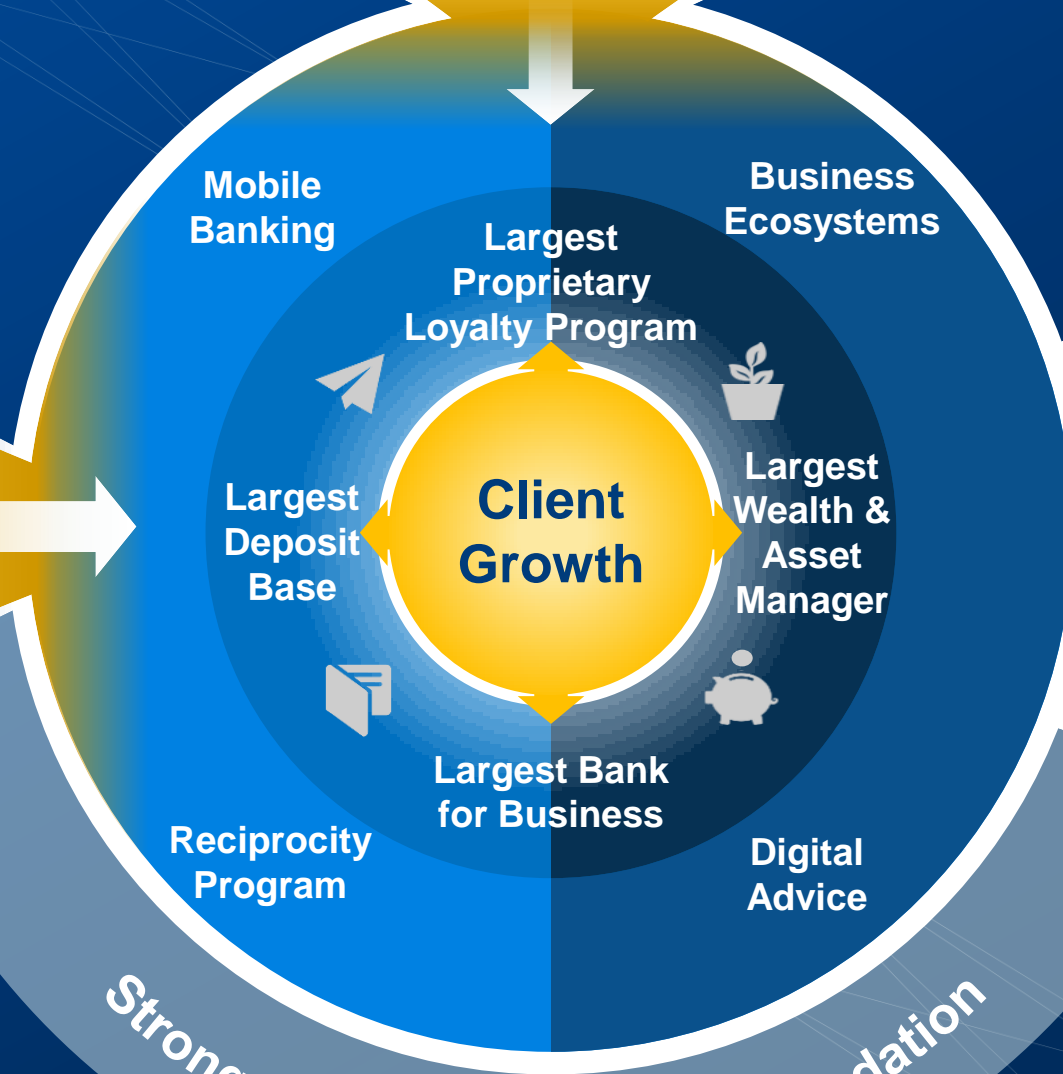 Mobile
Banking
Business
Ecosystems
Largest
Proprietary
Loyalty Program
Largest
Deposit
Base
Client
Growth
Largest
Wealth &
Asset
Manager
Largest Bank
for Business
Reciprocity
Program
Digital
Advice